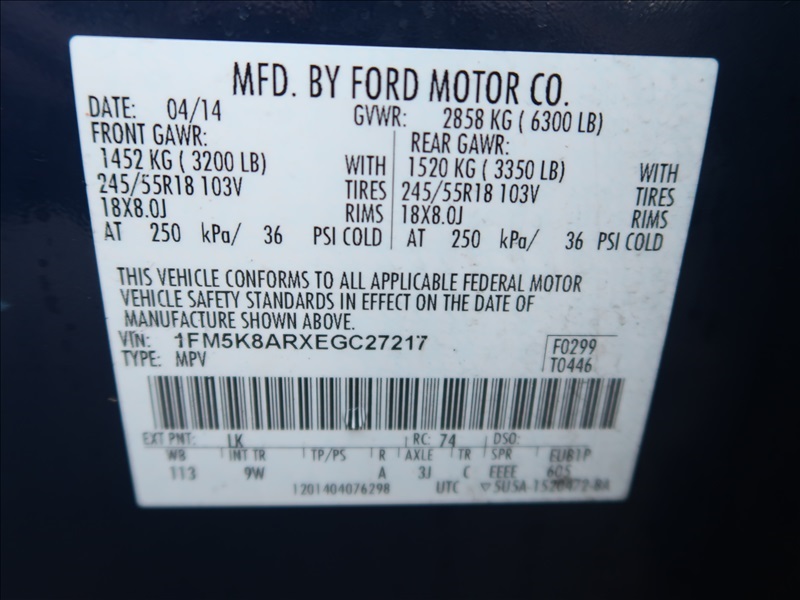 MFD. BY FORD MOTOR CO.
DATE: 04/14 GVWR: 2858 KG ( 6300 LB)
FRONT GAWR: REAR GAWR:
1452 KG ( 3200 LB) WITH 1520 KG ( 3350 LB) WITH
245/55R18 103V TIRES 245/55R18 103V TIRES
18X8.0J RIMS 18X8.0J RIMS
AT 250 kPa/ 36 PSI COLD AT 250 kPa/ 36 PSI COLD
THIS VEHICLE CONFORMS TO ALL APPLICABLE FEDERAL MOTOR
VEHICLE SAFETY STANDARDS IN EFFECT ON THE DATE OF
MANUFACTURE SHOWN ABOVE.
VIN: 1FM5K8ARXEGC27217 F0299
TYPE: MPV T0446
EXT PNT: LK RC: 74 DSO:
WB INT TR TP/PS R AXLE TR SPR
113 9W A 3J C EEEE
1201404076298 UTC